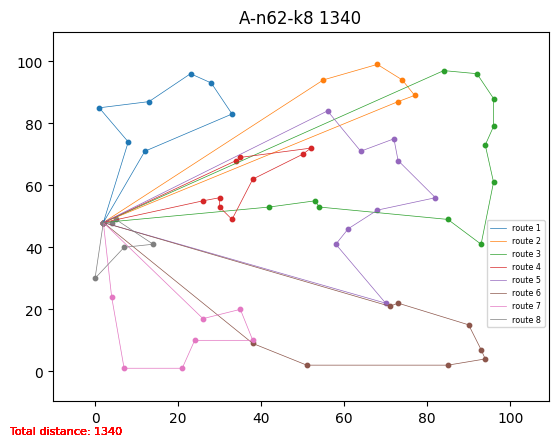 A-n62-k8 1340
100
80
60
40
20
0
0 20 40 60 80 100
route 1
route 2
route 3
route 4
route 5
route 6
route 7
route 8
Total distance: 1340